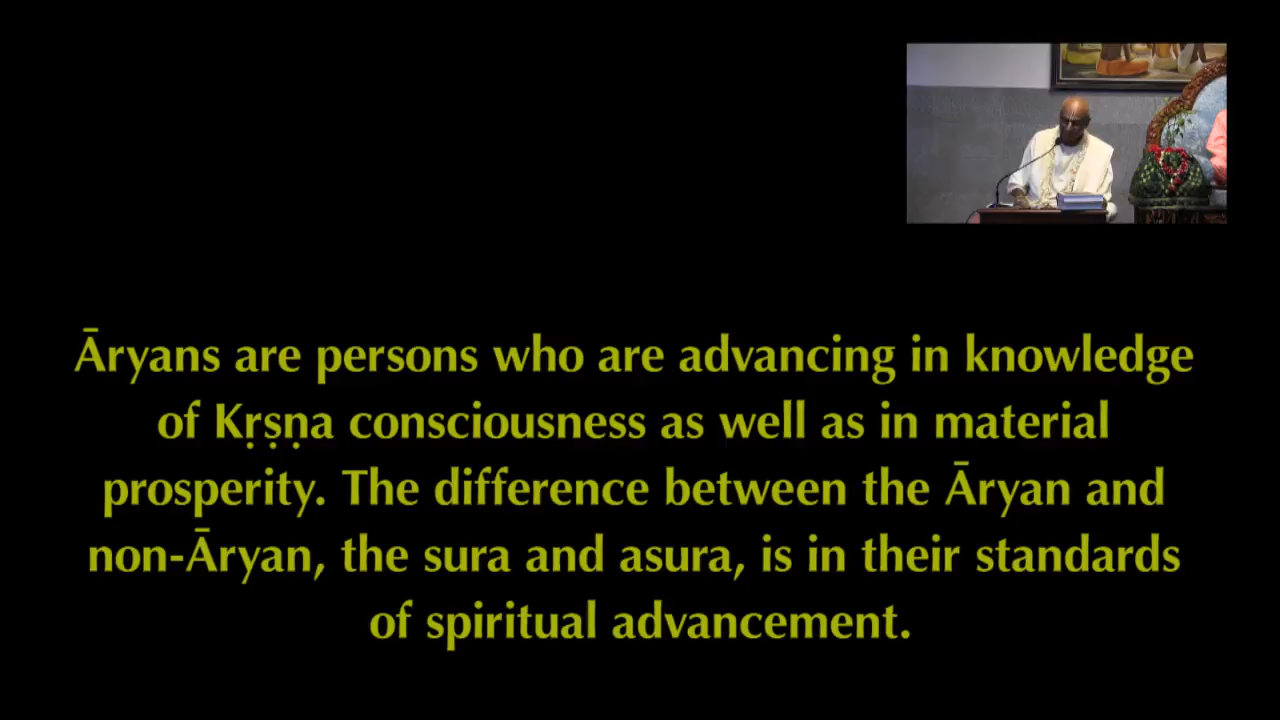 Āryans are persons who are advancing in knowledge
of Kṛṣṇa consciousness as well as in material
prosperity. The difference between the Āryan and
non-Āryan, the sura and asura, is in their standards
of spiritual advancement.